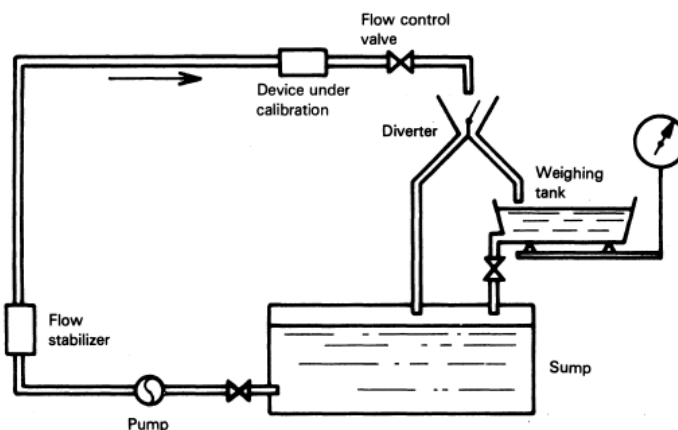 Flow control
valve
Device under
calibration
Diverter
Weighing
tank
Flow
stabilizer
Sump
Pump